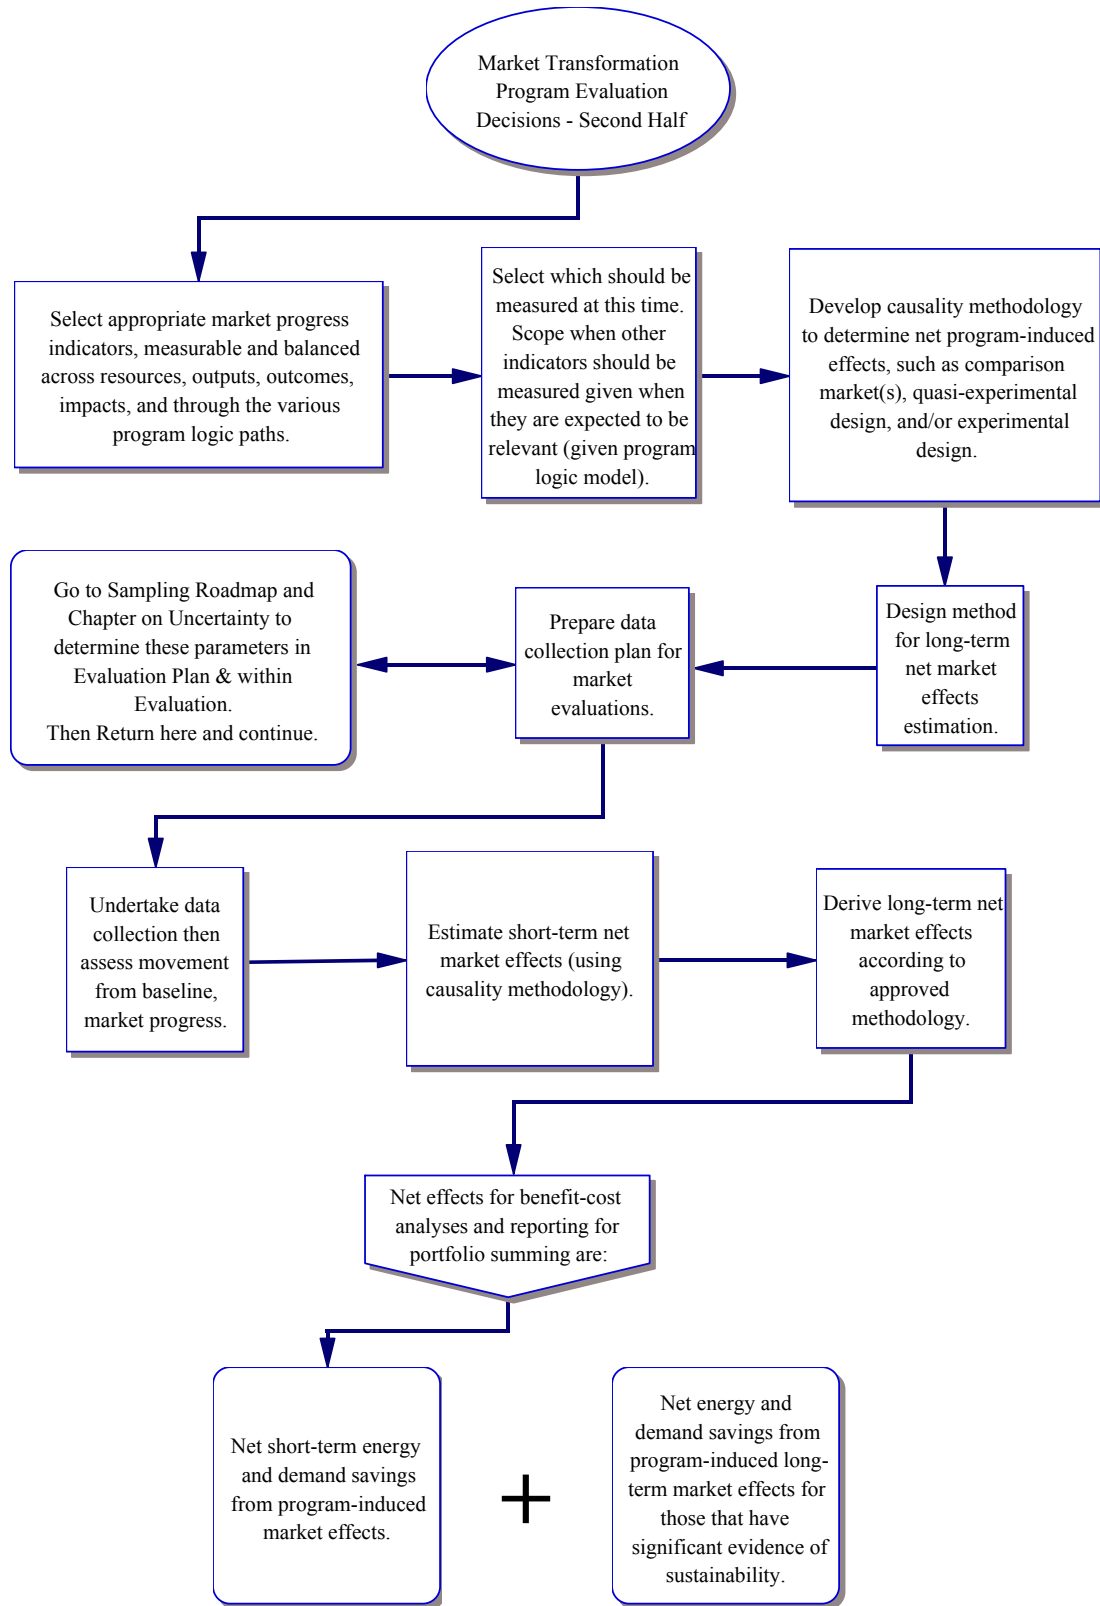 Market Transformation
Program Evaluation
Decisions - Second Half
Select appropriate market progress
indicators, measurable and balanced
across resources, outputs, outcomes,
impacts, and through the various
program logic paths.
Select which should be
measured at this time.
Scope when other
indicators should be
measured given when
they are expected to be
relevant (given program
logic model).
Develop causality methodology
to determine net program-induced
effects, such as comparison
market(s), quasi-experimental
design, and/or experimental
design.
Go to Sampling Roadmap and
Chapter on Uncertainty to
determine these parameters in
Evaluation Plan & within
Evaluation.
Then Return here and continue.
Prepare data
collection plan for
market
evaluations.
Design method
for long-term
net market
effects
estimation.
Undertake data
collection then
assess movement
from baseline,
market progress.
Estimate short-term net
market effects (using
causality methodology).
Derive long-term net
market effects
according to
approved
methodology.
Net effects for benefit-cost
analyses and reporting for
portfolio summing are:
Net short-term energy
and demand savings
from program-induced
market effects.
+
Net energy and
demand savings from
program-induced long-
term market effects for
those that have
significant evidence of
sustainability.